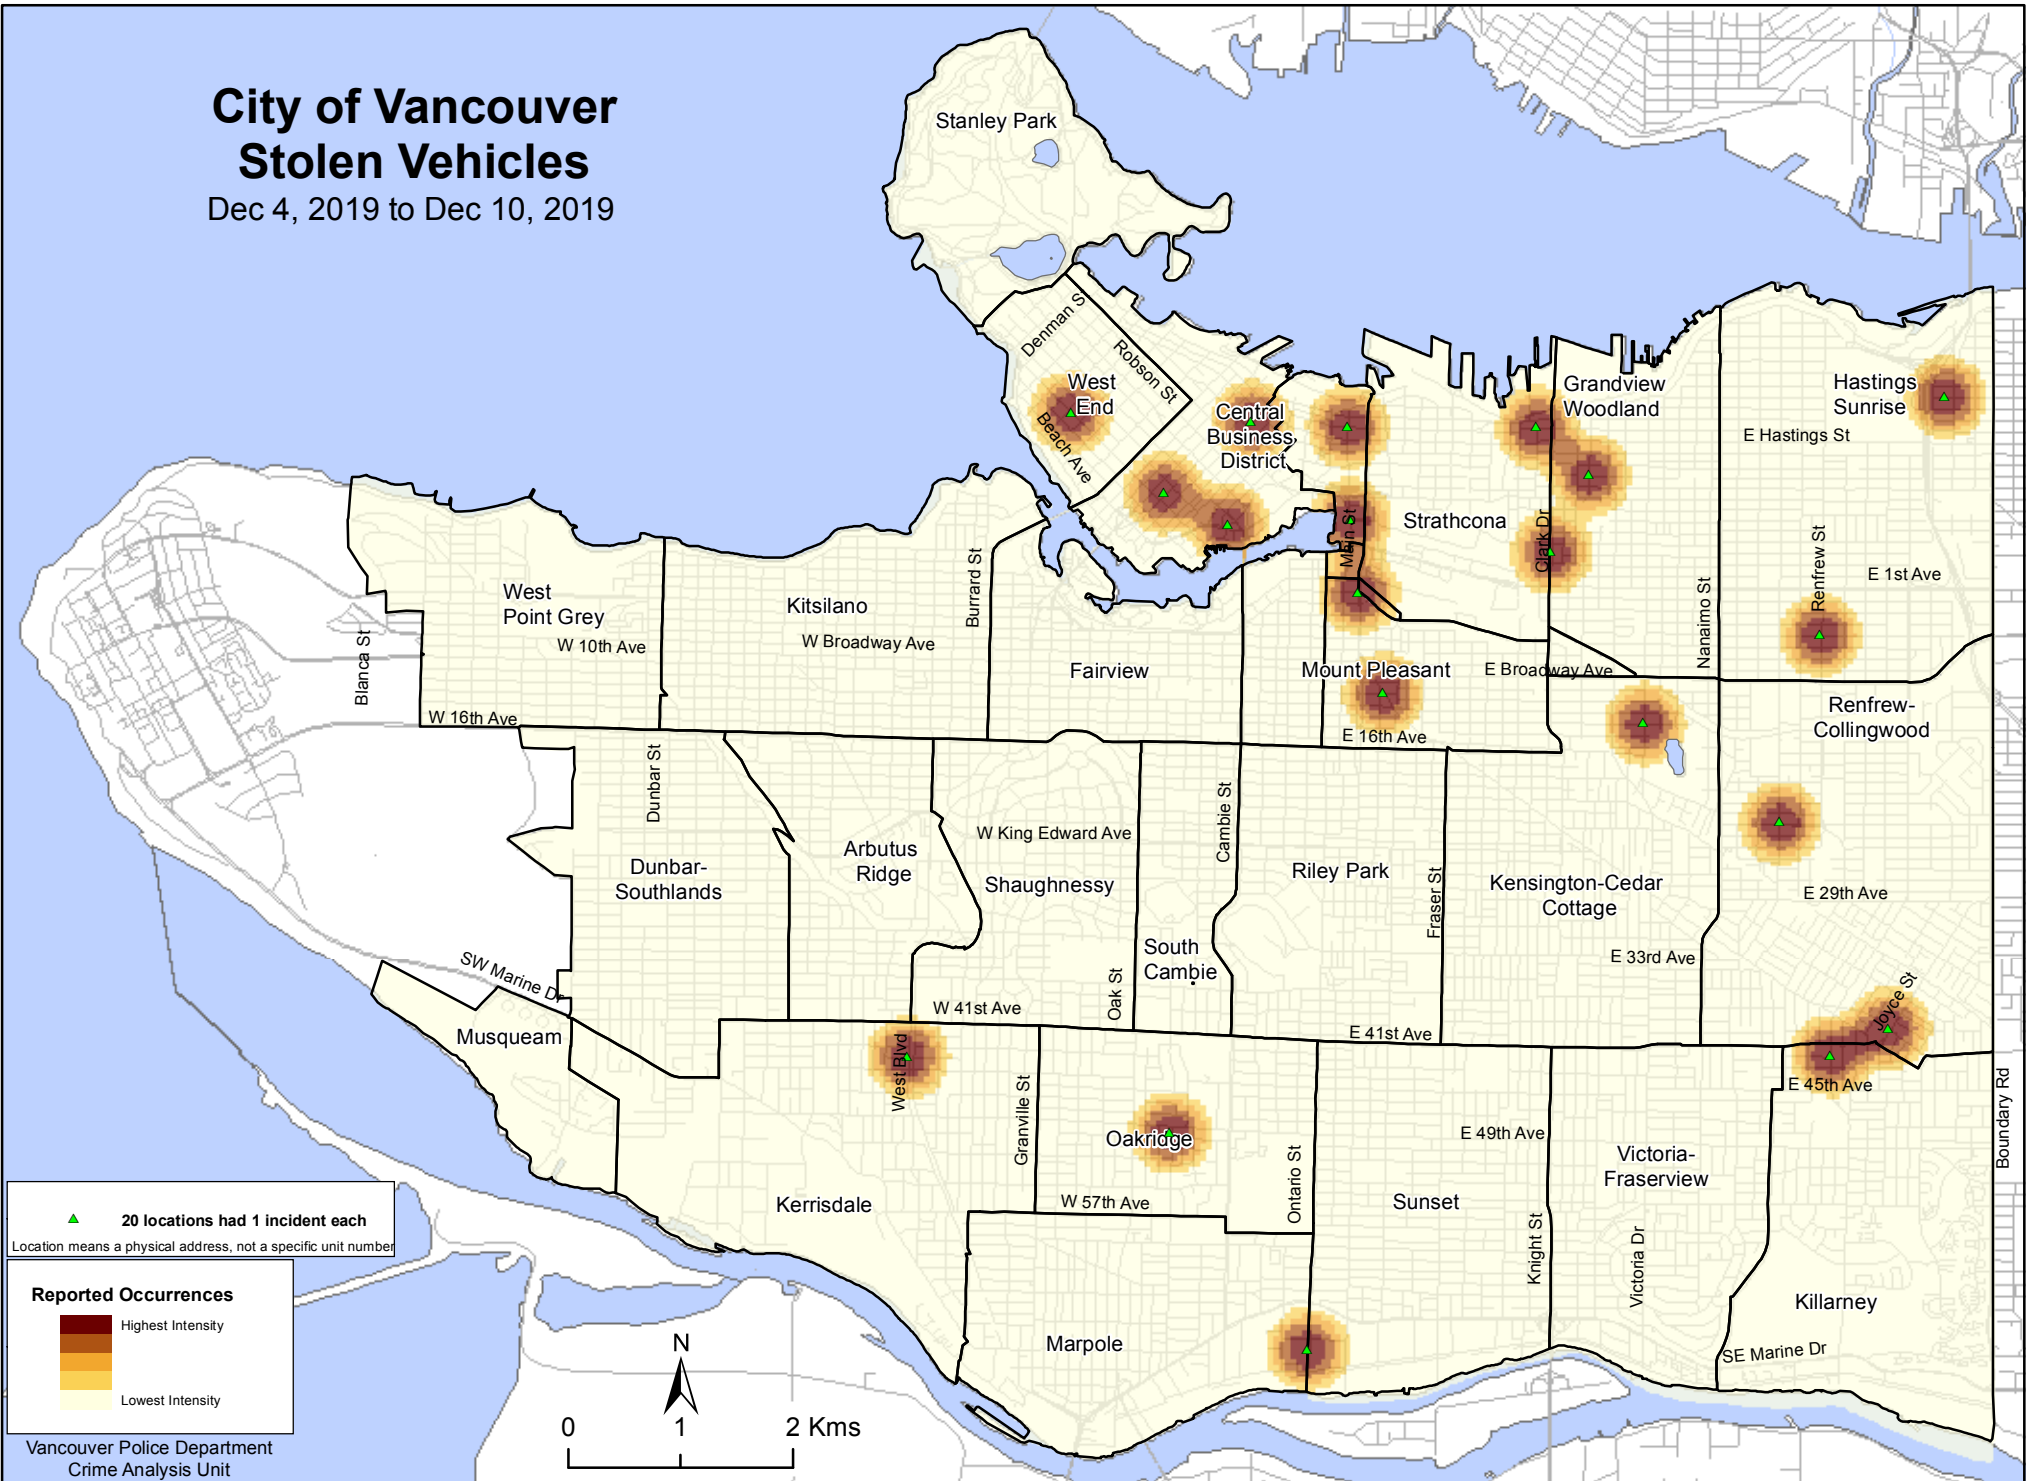 City of Vancouver
Stolen Vehicles
Dec 4, 2019 to Dec 10, 2019
Stanley Park
Denman S
Robson St
West
End
Beach Ave
Central
Business
District
Grandview
Woodland
Hastings
Sunrise
E Hastings St
Strathcona
Main St
Clark Dr
Renfrew St
E 1st Ave
Nanaimo St
West
Point Grey
W 10th Ave
Blanca St
W 16th Ave
Kitsilano
W Broadway Ave
Burrard St
Fairview
Mount Pleasant
E Broadway Ave
E 16th Ave
Renfrew-
Collingwood
Dunbar St
Dunbar-
Southlands
Arbutus
Ridge
W King Edward Ave
Shaughnessy
Cambie St
South
Cambie
Oak St
Riley Park
Fraser St
Kensington-Cedar
Cottage
E 29th Ave
E 33rd Ave
SW Marine Dr
Musqueam
W 41st Ave
E 41st Ave
Joyce St
E 45th Ave
West Blvd
Granville St
Oakridge
W 57th Ave
Ontario St
E 49th Ave
Sunset
Knight St
Victoria-
Fraserview
Victoria Dr
Boundary Rd
Kerrisdale
Marpole
Killarney
SE Marine Dr
20 locations had 1 incident each
Location means a physical address, not a specific unit number
Reported Occurrences
Highest Intensity
Lowest Intensity
Vancouver Police Department
Crime Analysis Unit
N
0 1 2 Kms